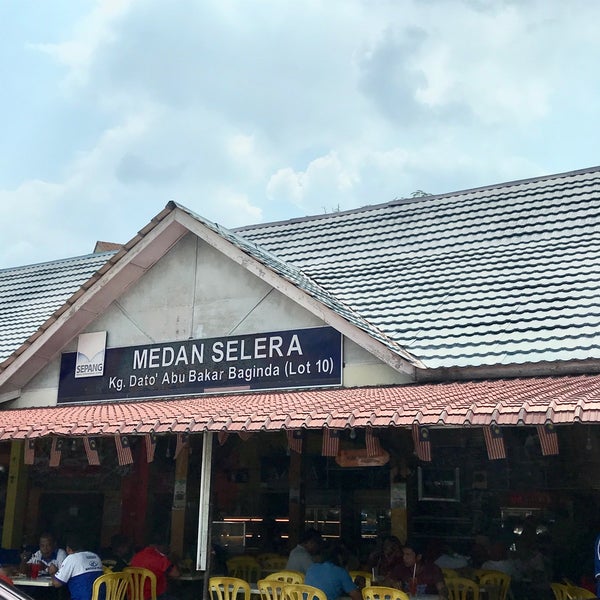 SEPANG
MEDAN SELERA
Kg. Dato' Abu Bakar Baginda (Lot 10)